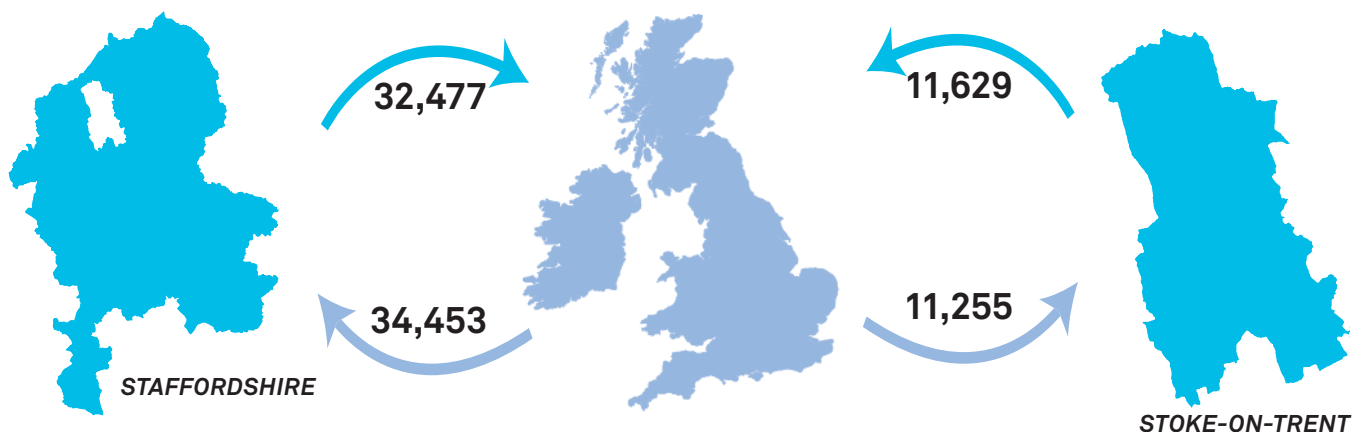 32,477
11,629
34,453
11,255
STAFFORDSHIRE
STOKE-ON-TRENT